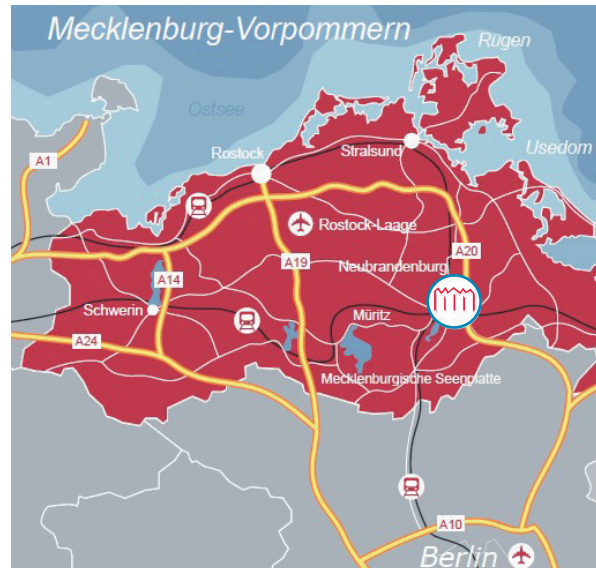 Mecklenburg-Vorpommern
Rügen
Ostsee
A1
Rostock
Stralsund
Usedom
Rostock-Laage
A20
A19
Neubrandenburg
A14
Schwerin
Müritz
A24
Mecklenburgische Seenplatte
A10
Berlin